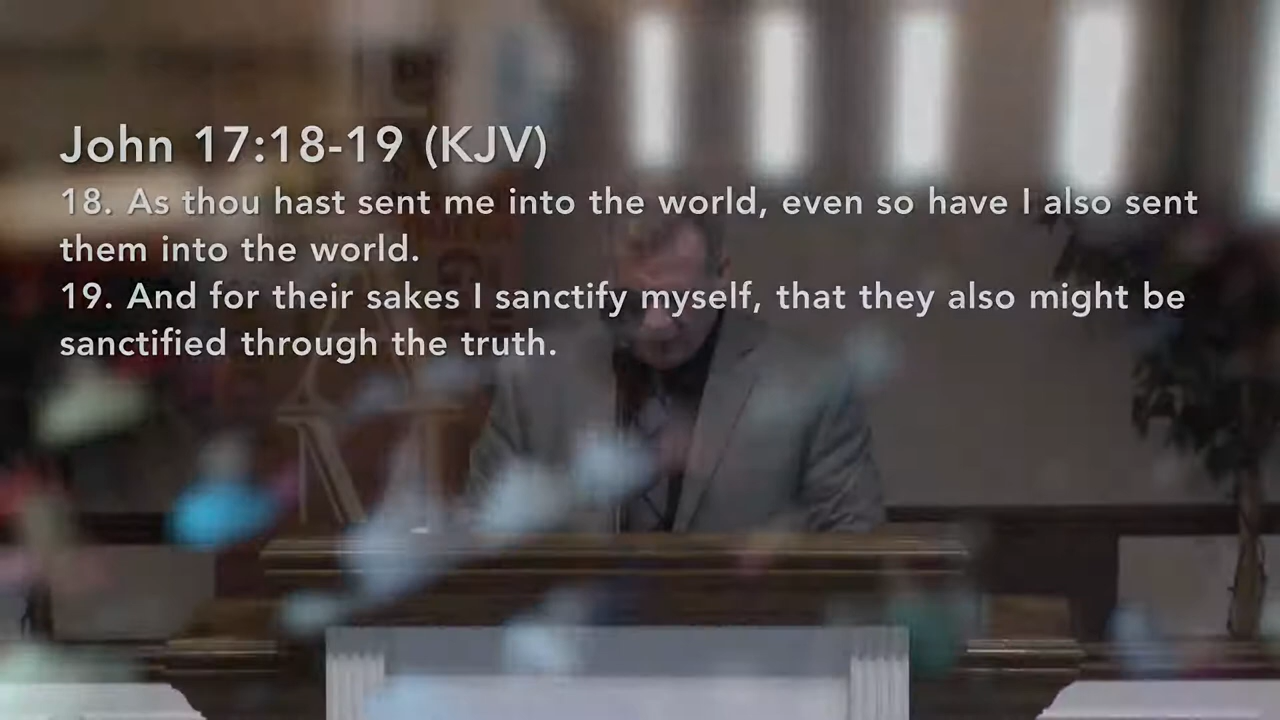 John 17:18-19 (KJV)
18. As thou hast sent me into the world, even so have I also sent
them into the world.
19. And for their sakes I sanctify myself, that they also might be
sanctified through the truth.